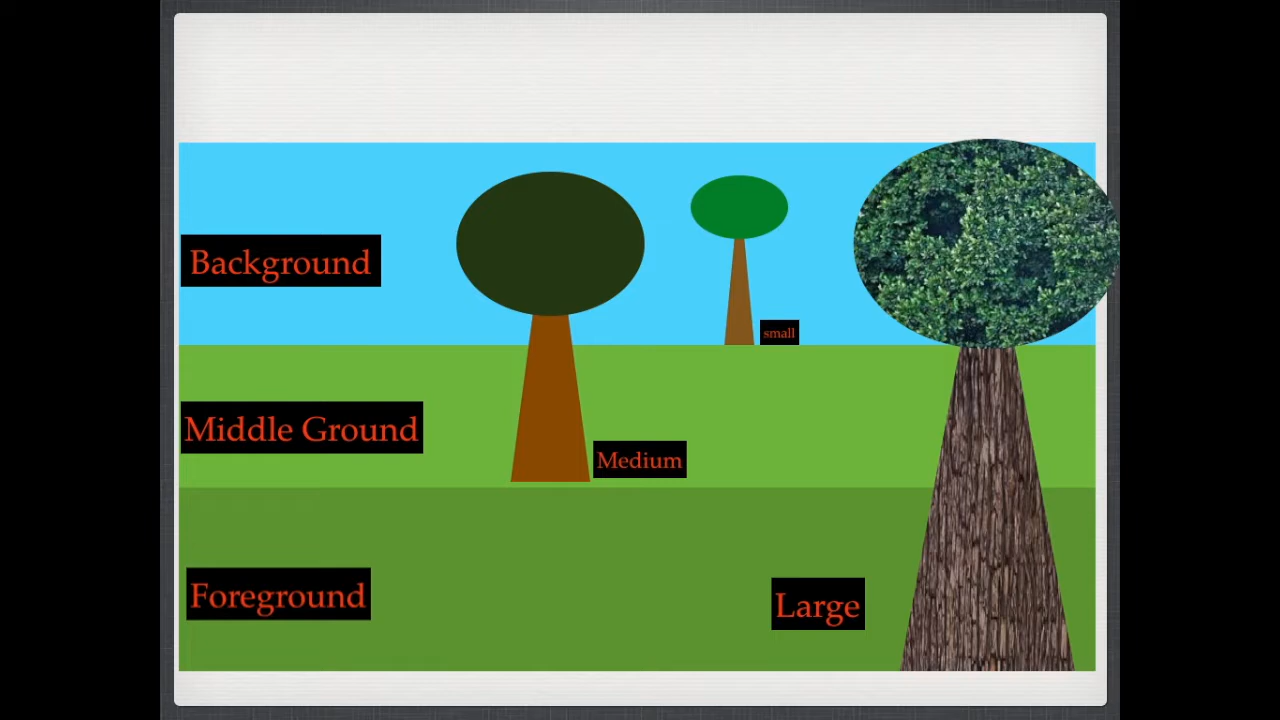 Background
small
Middle Ground
Medium
Foreground
Large